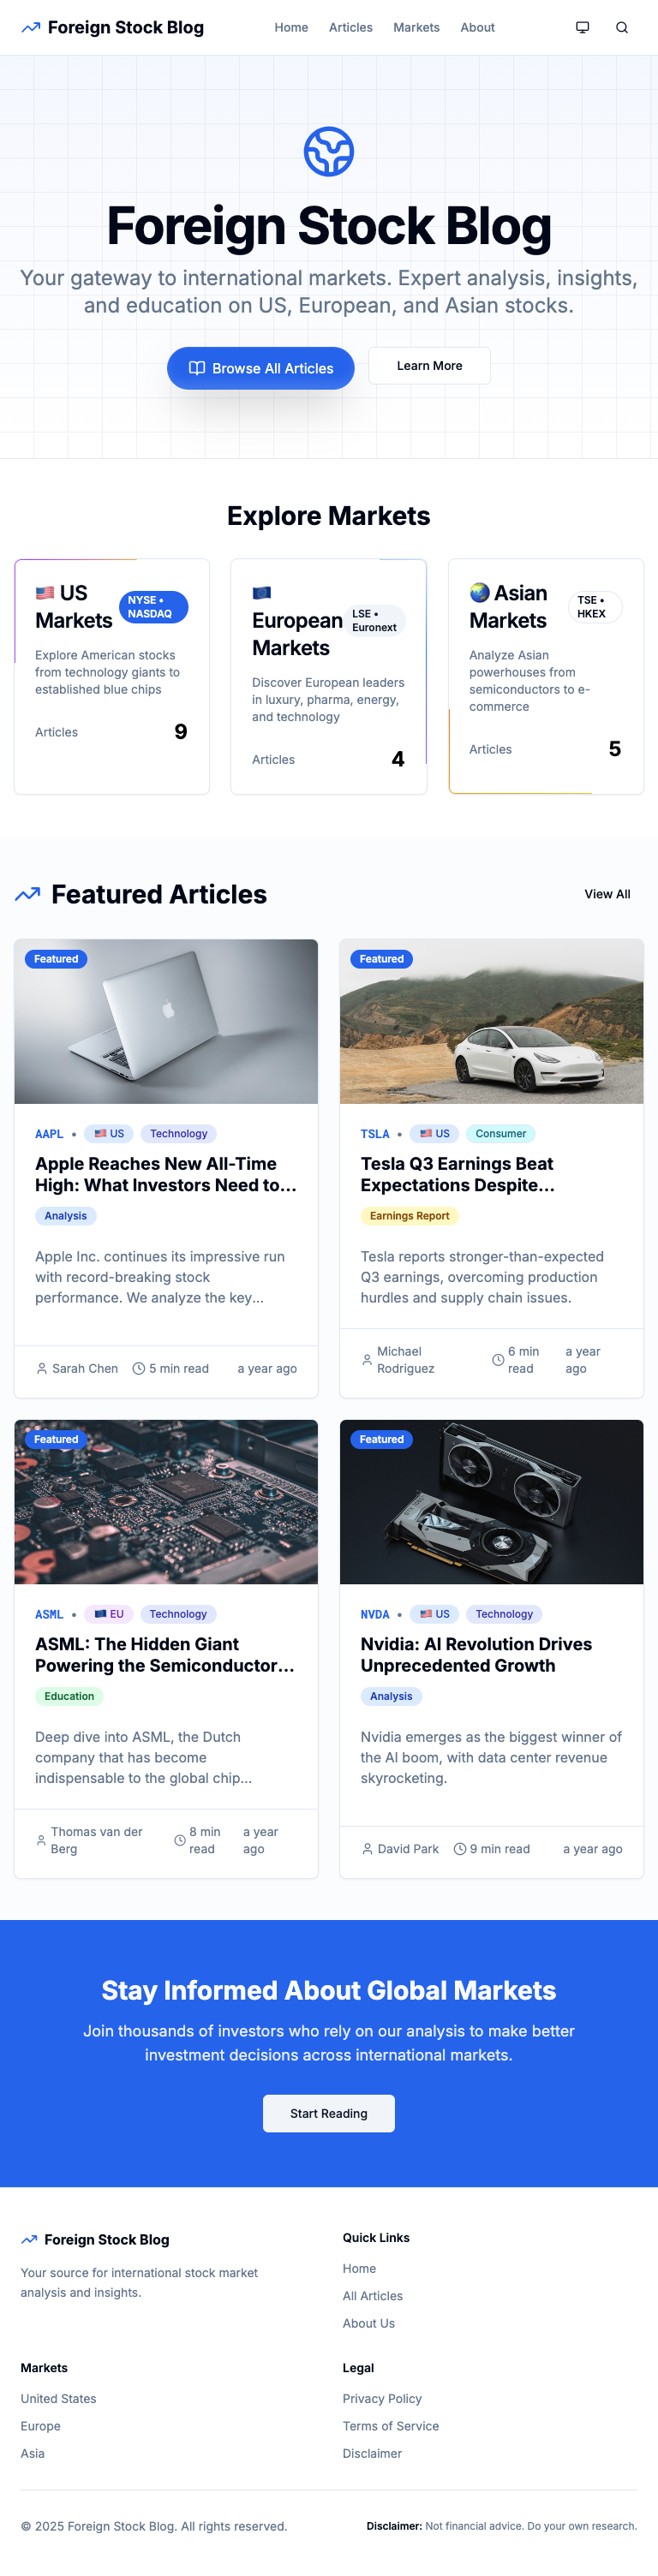 Foreign Stock Blog
Home Articles Markets About
Foreign Stock Blog
Your gateway to international markets. Expert analysis, insights,
and education on US, European, and Asian stocks.
Browse All Articles
Learn More
Explore Markets
🇺🇸 US
Markets
NYSE •
NASDAQ
Explore American stocks
from technology giants to
established blue chips
Articles 9
🇪🇺
European
Markets
LSE •
Euronext
Discover European leaders
in luxury, pharma, energy,
and technology
Articles 4
🌏 Asian
Markets
TSE •
HKEX
Analyze Asian
powerhouses from
semiconductors to e-
commerce
Articles 5
Featured Articles
View All
Featured
AAPL • 🇺🇸 US Technology
Apple Reaches New All-Time
High: What Investors Need to...
Analysis
Apple Inc. continues its impressive run
with record-breaking stock
performance. We analyze the key...
Sarah Chen 5 min read a year ago
Featured
TSLA • 🇺🇸 US Consumer
Tesla Q3 Earnings Beat
Expectations Despite...
Earnings Report
Tesla reports stronger-than-expected
Q3 earnings, overcoming production
hurdles and supply chain issues.
Michael
Rodriguez
6 min
read
a year
ago
Featured
ASML • 🇪🇺 EU Technology
ASML: The Hidden Giant
Powering the Semiconductor...
Education
Deep dive into ASML, the Dutch
company that has become
indispensable to the global chip...
Thomas van der
Berg
8 min
read
a year
ago
Featured
NVDA • 🇺🇸 US Technology
Nvidia: AI Revolution Drives
Unprecedented Growth
Analysis
Nvidia emerges as the biggest winner of
the AI boom, with data center revenue
skyrocketing.
David Park 9 min read a year ago
Stay Informed About Global Markets
Join thousands of investors who rely on our analysis to make better
investment decisions across international markets.
Start Reading
Foreign Stock Blog
Your source for international stock market
analysis and insights.
Quick Links
Home
All Articles
About Us
Markets
United States
Europe
Asia
Legal
Privacy Policy
Terms of Service
Disclaimer
© 2025 Foreign Stock Blog. All rights reserved.
Disclaimer: Not financial advice. Do your own research.